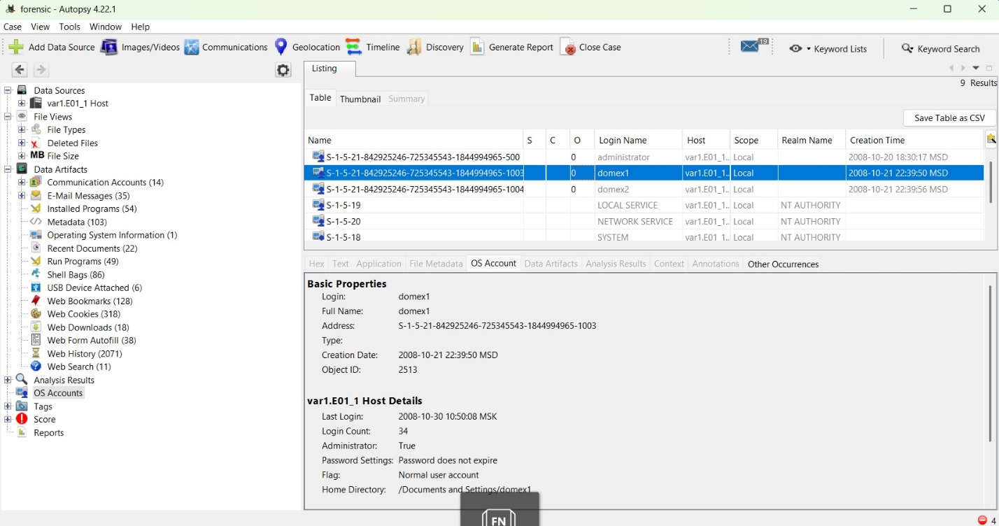 forensic - Autopsy 4.22.1
Case View Tools Window Help
Add Data Source Images/Videos Communications Geolocation Timeline Discovery Generate Report Close Case 19 Keyword Lists Keyword Search
Listing
9 Results
Table Thumbnail Summary
Save Table as CSV
Data Sources
var1.E01_1 Host
File Views
File Types
Deleted Files
MB File Size
Data Artifacts
Communication Accounts (14)
E-Mail Messages (35)
Installed Programs (54)
Metadata (103)
Operating System Information (1)
Recent Documents (22)
Run Programs (49)
Shell Bags (86)
USB Device Attached (6)
Web Bookmarks (128)
Web Cookies (318)
Web Downloads (18)
Web Form Autofill (38)
Web History (2071)
Web Search (11)
Analysis Results
OS Accounts
Tags
Score
Reports
Name S C O Login Name Host Scope Realm Name Creation Time
S-1-5-21-842925246-725345543-1844994965-500 0 administrator var1.E01_1.. Local 2008-10-20 18:30:17 MSD
S-1-5-21-842925246-725345543-1844994965-1003 0 domex1 var1.E01_1.. Local 2008-10-21 22:39:50 MSD
S-1-5-21-842925246-725345543-1844994965-1004 0 domex2 var1.E01_1.. Local 2008-10-21 22:39:56 MSD
S-1-5-19 LOCAL SERVICE var1.E01_1.. Local NT AUTHORITY
S-1-5-20 NETWORK SERVICE var1.E01_1.. Local NT AUTHORITY
S-1-5-18 SYSTEM var1.E01_1.. Local NT AUTHORITY
Hex Text Application File Metadata OS Account Data Artifacts Analysis Results Context Annotations Other Occurrences
Basic Properties
Login: domex1
Full Name: domex1
Address: S-1-5-21-842925246-725345543-1844994965-1003
Type:
Creation Date: 2008-10-21 22:39:50 MSD
Object ID: 2513
var1.E01_1 Host Details
Last Login: 2008-10-30 10:50:08 MSK
Login Count: 34
Administrator: True
Password Settings: Password does not expire
Flag: Normal user account
Home Directory: /Documents and Settings/domex1
FN
4